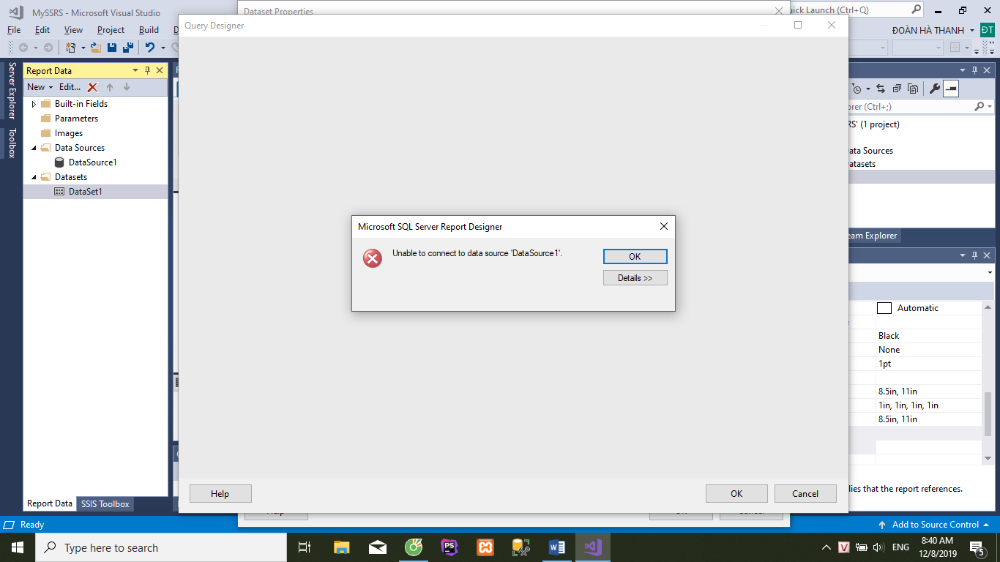 MySSRS - Microsoft Visual Studio
Dataset Properties
uick Launch (Ctrl+Q)
File Edit View Project Build
Query Designer
ĐOÀN HÀ THANH ĐT
Server Explorer
Toolbox
Report Data
New Edit...
Built-in Fields
Parameters
Images
Data Sources
DataSource1
Datasets
DataSet1
orer (Ctrl+;)
RS' (1 project)
ata Sources
atasets
eam Explorer
Microsoft SQL Server Report Designer
Unable to connect to data source 'DataSource1'.
OK
Details >>
Automatic
Black
None
1pt
8.5in, 11in
1in, 1in, 1in, 1in
8.5in, 11in
lies that the report references.
Help OK Cancel
Report Data SSIS Toolbox
Help OK Cancel
Ready
Add to Source Control
Type here to search
PS
W
V
ENG
8:40 AM
12/8/2019
5